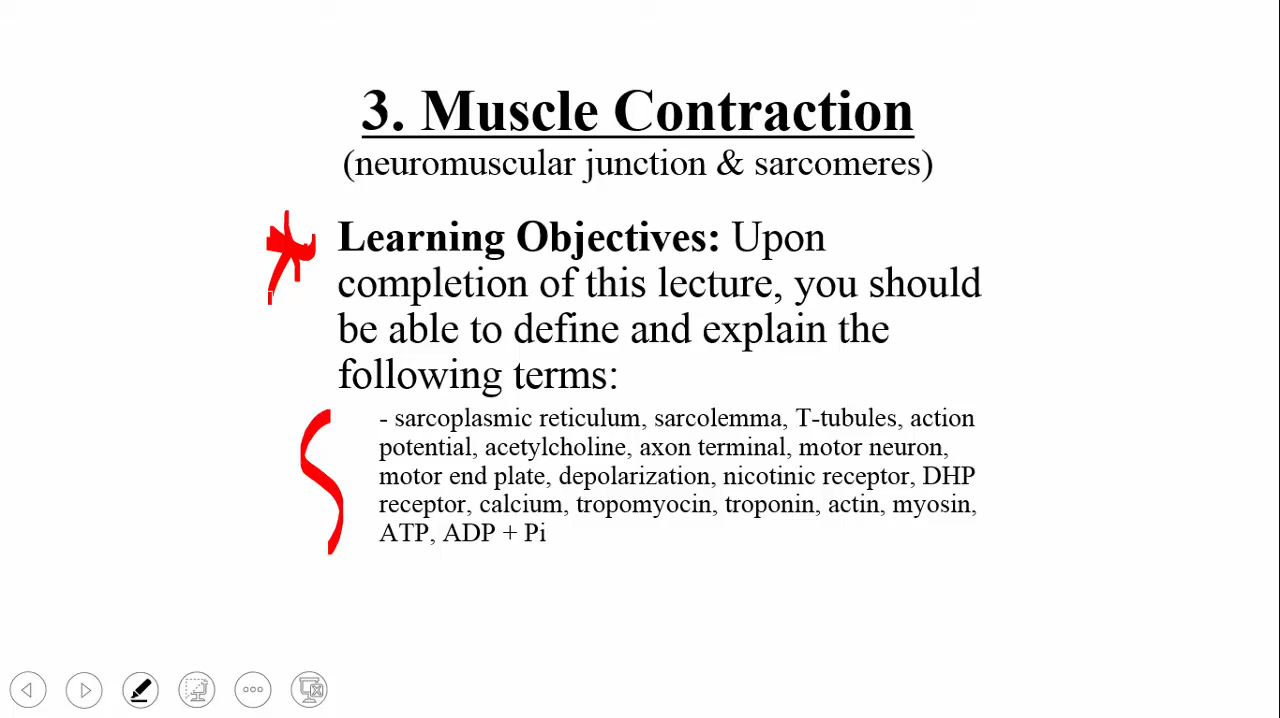 3. Muscle Contraction
(neuromuscular junction & sarcomeres)
Learning Objectives: Upon
completion of this lecture, you should
be able to define and explain the
following terms:
- sarcoplasmic reticulum, sarcolemma, T-tubules, action
potential, acetylcholine, axon terminal, motor neuron,
motor end plate, depolarization, nicotinic receptor, DHP
receptor, calcium, tropomyocin, troponin, actin, myosin,
ATP, ADP + Pi